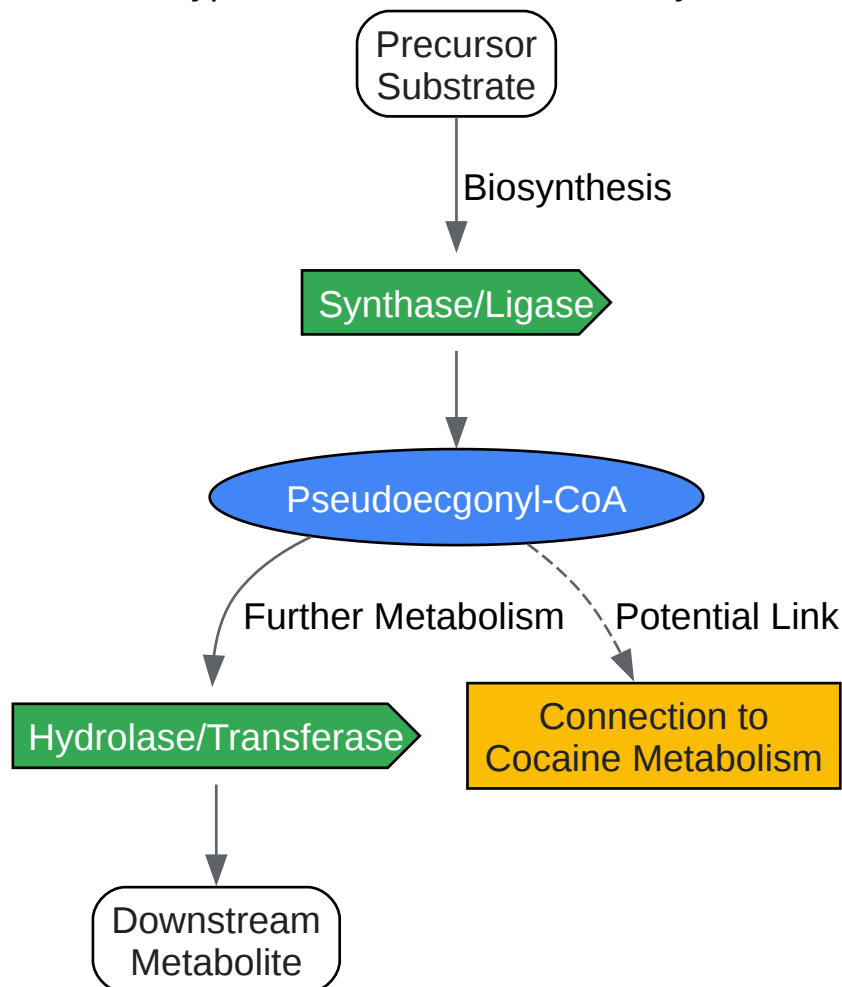 Precursor
Substrate
Biosynthesis
Synthase/Ligase
Pseudoecgonyl-CoA
Further Metabolism
Potential Link
Hydrolase/Transferase
Connection to
Cocaine Metabolism
Downstream
Metabolite